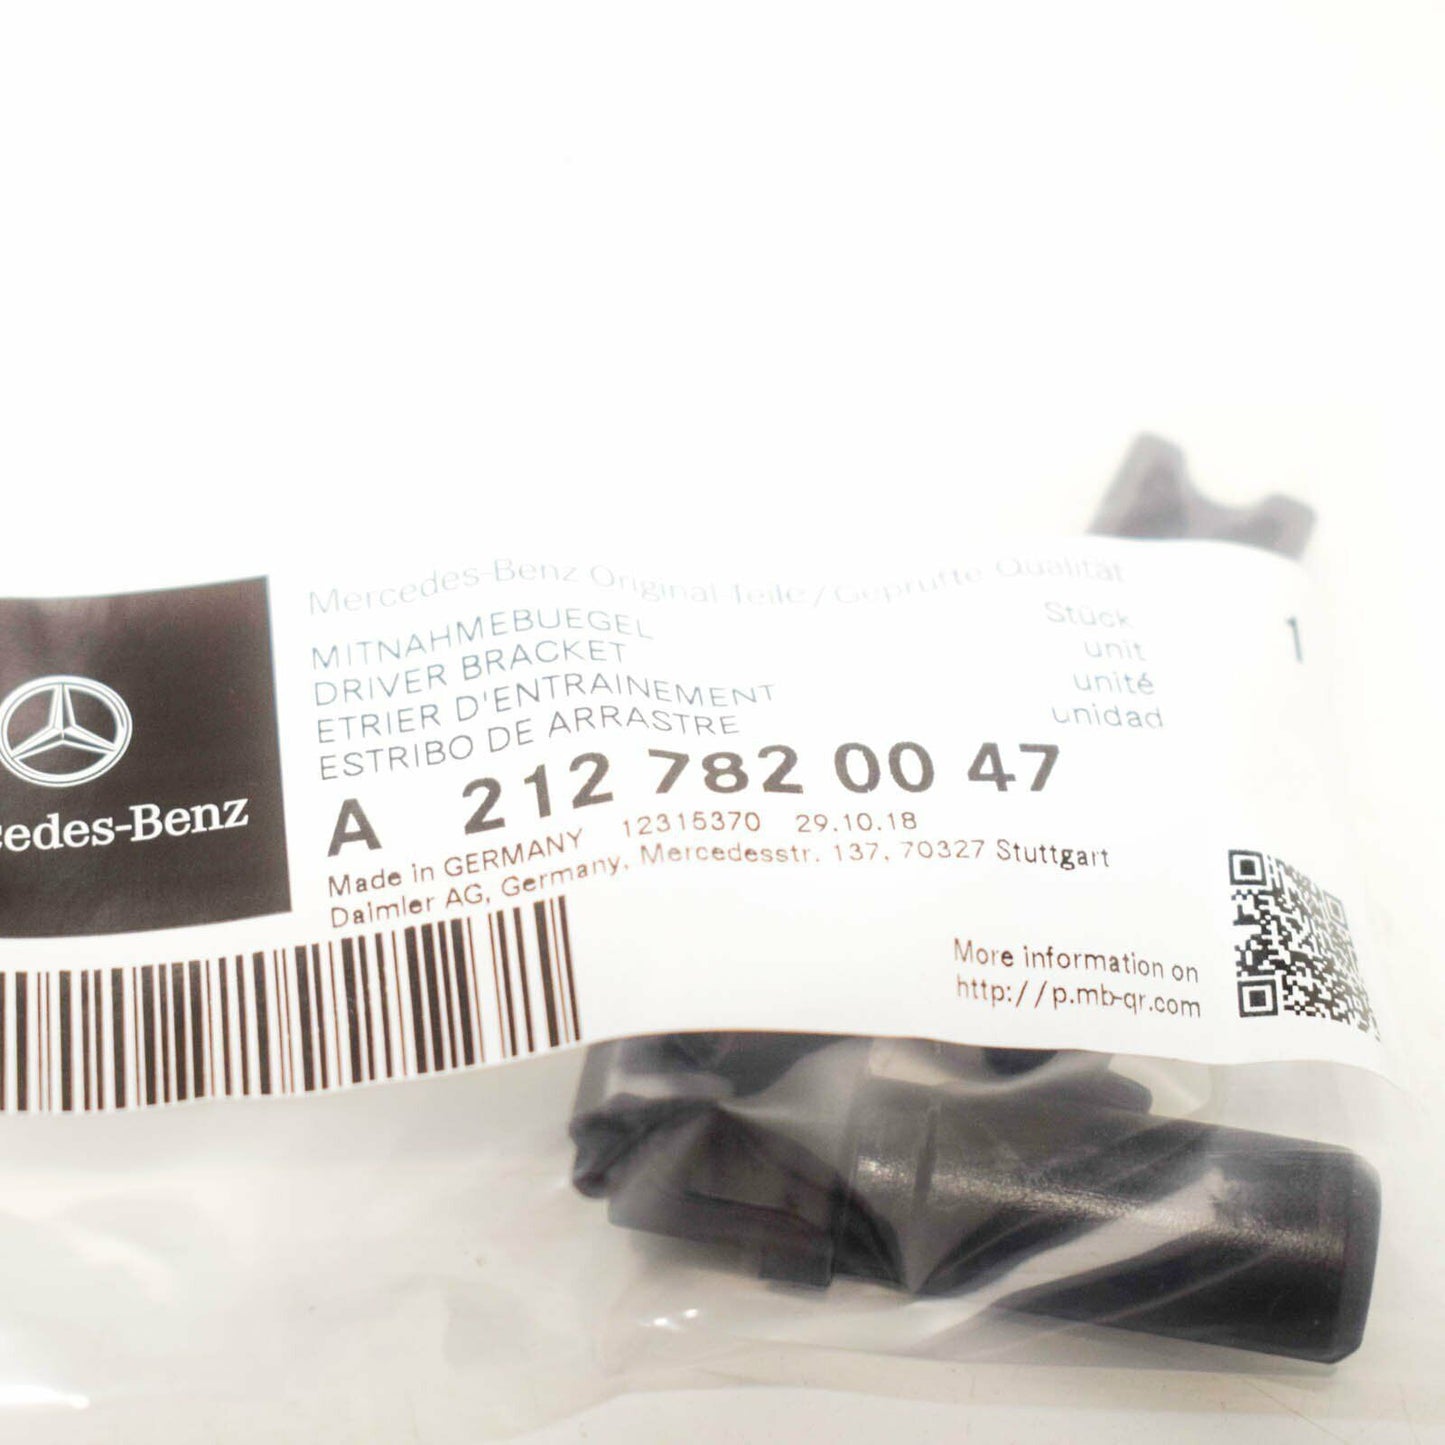 Mercedes-Benz Original-Teile/Geprüfte Qualität
MITNAHMEBUEGEL
DRIVER BRACKET
ETRIER D'ENTRAINEMENT
ESTRIBO DE ARRASTRE
Stück
unit
unité
unidad
1
A 212 782 00 47
Made in GERMANY 12315370 29.10.18
Daimler AG, Germany, Mercedesstr. 137, 70327 Stuttgart
cedes-Benz
More information on
http://p.mb-qr.com